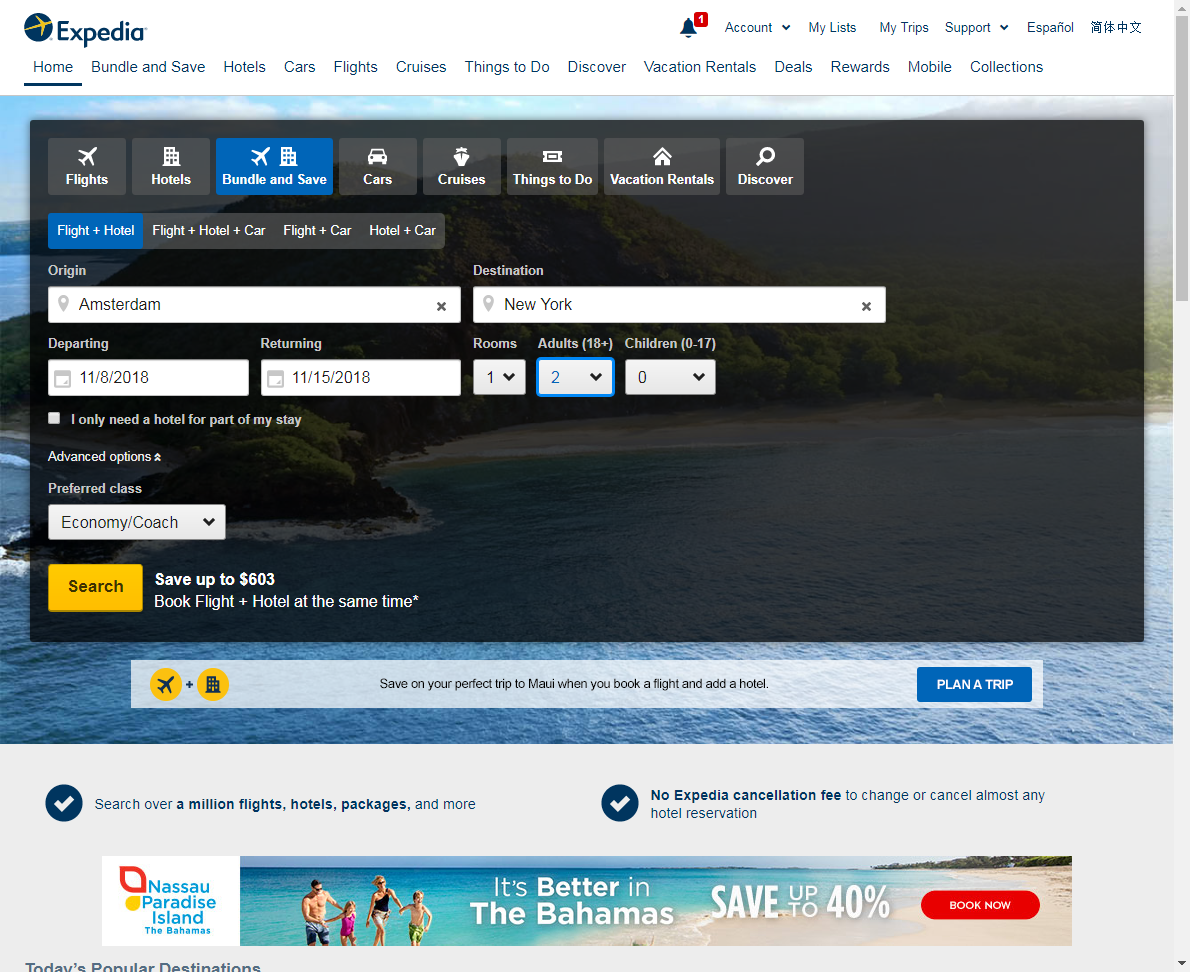 Expedia
1
Account
My Lists
My Trips
Support
Español
简体中文
Home
Bundle and Save
Hotels
Cars
Flights
Cruises
Things to Do
Discover
Vacation Rentals
Deals
Rewards
Mobile
Collections
Flights
Hotels
Bundle and Save
Cars
Cruises
Things to Do
Vacation Rentals
Discover
Flight + Hotel
Flight + Hotel + Car
Flight + Car
Hotel + Car
Origin
Destination
Amsterdam
New York
Departing
Returning
Rooms
Adults (18+)
Children (0-17)
11/8/2018
11/15/2018
1
2
0
I only need a hotel for part of my stay
Advanced options
Preferred class
Economy/Coach
Search
Save up to $603
Book Flight + Hotel at the same time*
+
Save on your perfect trip to Maui when you book a flight and add a hotel.
PLAN A TRIP
Search over a million flights, hotels, packages, and more
No Expedia cancellation fee to change or cancel almost any
hotel reservation
Nassau
Paradise
Island
The Bahamas
It's Better in
The Bahamas
SAVE UP TO 40%
BOOK NOW
Today's Popular Destinations